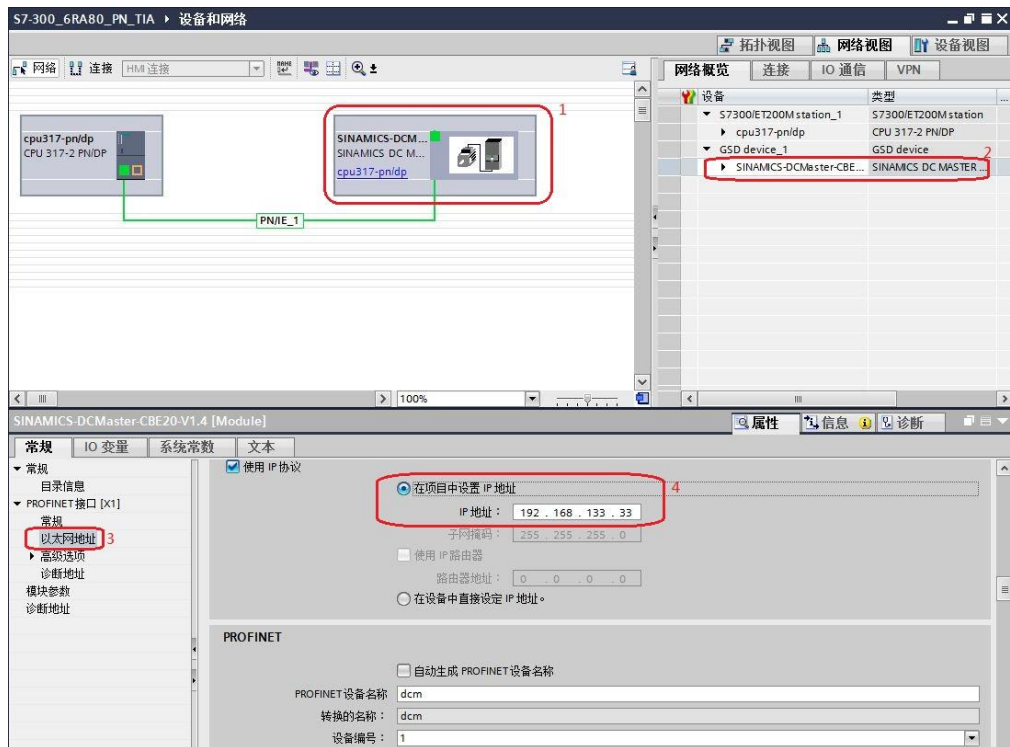 S7-300_6RA80_PN_TIA ▸ 设备和网络
拓扑视图 网络视图 设备视图
网络 连接 HMI 连接
网络概览 连接 IO 通信 VPN
设备 类型 ...
S7300/ET200M station_1 S7300/ET200M station
cpu317-pn/dp CPU 317-2 PN/DP
GSD device_1 GSD device
SINAMICS-DCMaster-CBE... SINAMICS DC MASTER ...
2
cpu317-pn/dp
CPU 317-2 PN/DP
SINAMICS-DCM...
SINAMICS DC M...
cpu317-pn/dp
1
PN/IE_1
100%
SINAMICS-DCMaster-CBE20-V1.4 [Module]
属性 信息 诊断
常规 IO 变量 系统常数 文本
常规
目录信息
PROFINET 接口 [X1]
常规
以太网地址 3
高级选项
诊断地址
模块参数
诊断地址
使用 IP 协议
在项目中设置 IP 地址 4
IP 地址： 192 . 168 . 133 . 33
子网掩码： 255 . 255 . 255 . 0
使用 IP 路由器
路由器地址： 0 . 0 . 0 . 0
在设备中直接设定 IP 地址。
PROFINET
自动生成 PROFINET 设备名称
PROFINET 设备名称 dcm
转换的名称： dcm
设备编号： 1